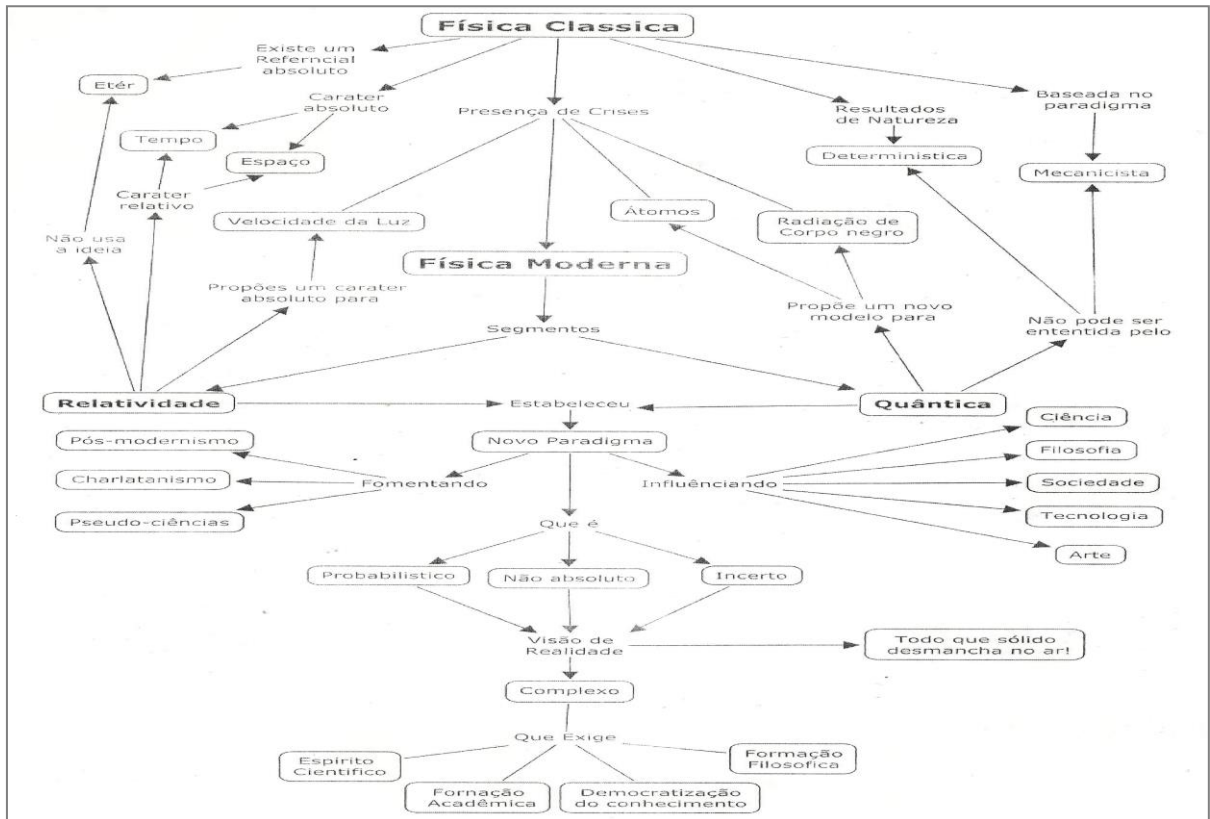 Física Classica
Existe um
Referncial
absoluto
Etér
Carater
absoluto
Presença de Crises
Resultados
de Natureza
Baseada no
paradigma
Tempo
Espaço
Deterministica
Mecanicista
Carater
relativo
Velocidade da Luz
Átomos
Radiação de
Corpo negro
Não usa
a ideia
Física Moderna
Propões um carater
absoluto para
Propõe um novo
modelo para
Não pode ser
ententida pelo
Segmentos
Relatividade
Estabeleceu
Quântica
Ciência
Pós-modernismo
Novo Paradigma
Filosofia
Charlatanismo
Fomentando
Influênciando
Sociedade
Pseudo-ciências
Tecnologia
Que é
Arte
Probabilistico
Não absoluto
Incerto
Visão de
Realidade
Todo que sólido
desmancha no ar!
Complexo
Que Exige
Espírito
Cientifico
Formação
Filosofica
Fornação
Acadêmica
Democratização
do conhecimento